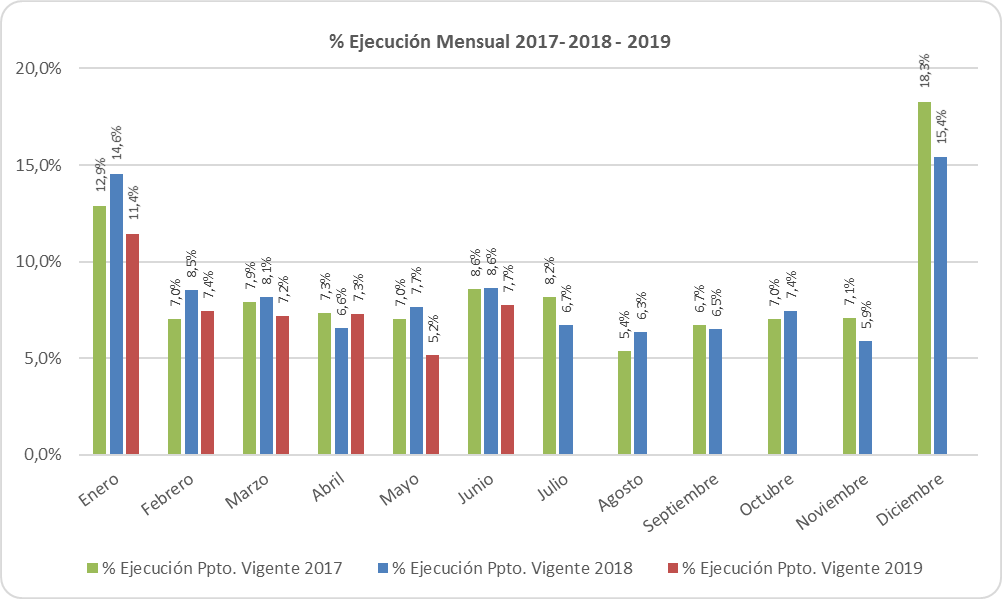 % Ejecución Mensual 2017- 2018 - 2019
20,0%
15,0%
10,0%
5,0%
0,0%
12,9%
14,6%
11,4%
7,0%
8,5%
7,4%
7,9%
8,1%
7,2%
7,3%
6,6%
7,3%
7,0%
7,7%
5,2%
8,6%
8,6%
7,7%
8,2%
6,7%
5,4%
6,3%
6,7%
6,5%
7,0%
7,4%
7,1%
5,9%
18,3%
15,4%
Enero
Febrero
Marzo
Abril
Mayo
Junio
Julio
Agosto
Septiembre
Octubre
Noviembre
Diciembre
% Ejecución Ppto. Vigente 2017
% Ejecución Ppto. Vigente 2018
% Ejecución Ppto. Vigente 2019